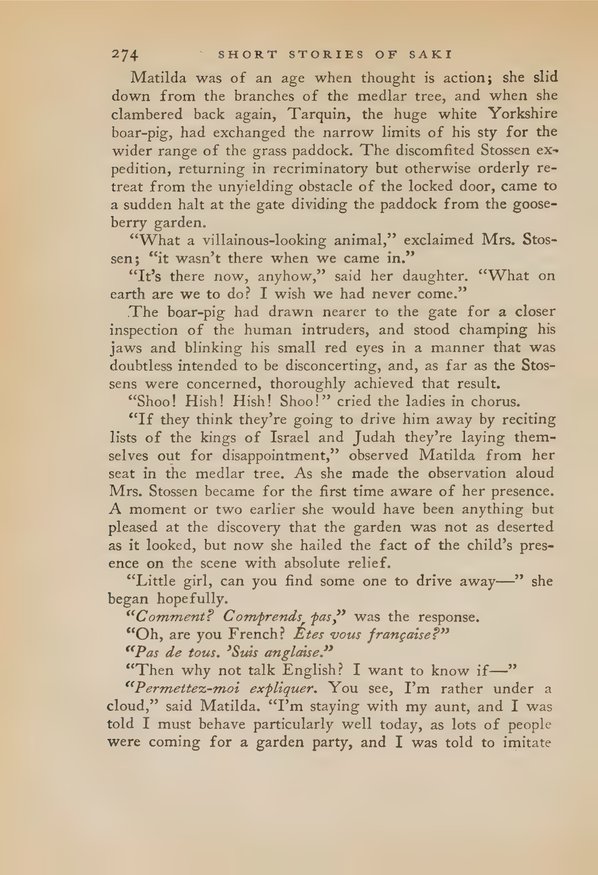 274 SHORT STORIES OF SAKI
Matilda was of an age when thought is action; she slid
down from the branches of the medlar tree, and when she
clambered back again, Tarquin, the huge white Yorkshire
boar-pig, had exchanged the narrow limits of his sty for the
wider range of the grass paddock. The discomfited Stossen ex-
pedition, returning in recriminatory but otherwise orderly re-
treat from the unyielding obstacle of the locked door, came to
a sudden halt at the gate dividing the paddock from the goose-
berry garden.
“What a villainous-looking animal,” exclaimed Mrs. Stos-
sen; “it wasn’t there when we came in.”
“It’s there now, anyhow,” said her daughter. “What on
earth are we to do? I wish we had never come.”
The boar-pig had drawn nearer to the gate for a closer
inspection of the human intruders, and stood champing his
jaws and blinking his small red eyes in a manner that was
doubtless intended to be disconcerting, and, as far as the Stos-
sens were concerned, thoroughly achieved that result.
“Shoo! Hish! Hish! Shoo!” cried the ladies in chorus.
“If they think they’re going to drive him away by reciting
lists of the kings of Israel and Judah they’re laying them-
selves out for disappointment,” observed Matilda from her
seat in the medlar tree. As she made the observation aloud
Mrs. Stossen became for the first time aware of her presence.
A moment or two earlier she would have been anything but
pleased at the discovery that the garden was not as deserted
as it looked, but now she hailed the fact of the child’s pres-
ence on the scene with absolute relief.
“Little girl, can you find some one to drive away—” she
began hopefully.
“Comment? Comprends pas,” was the response.
“Oh, are you French? Êtes vous française?”
“Pas de tous. ’Suis anglaise.”
“Then why not talk English? I want to know if—”
“Permettez-moi expliquer. You see, I’m rather under a
cloud,” said Matilda. “I’m staying with my aunt, and I was
told I must behave particularly well today, as lots of people
were coming for a garden party, and I was told to imitate